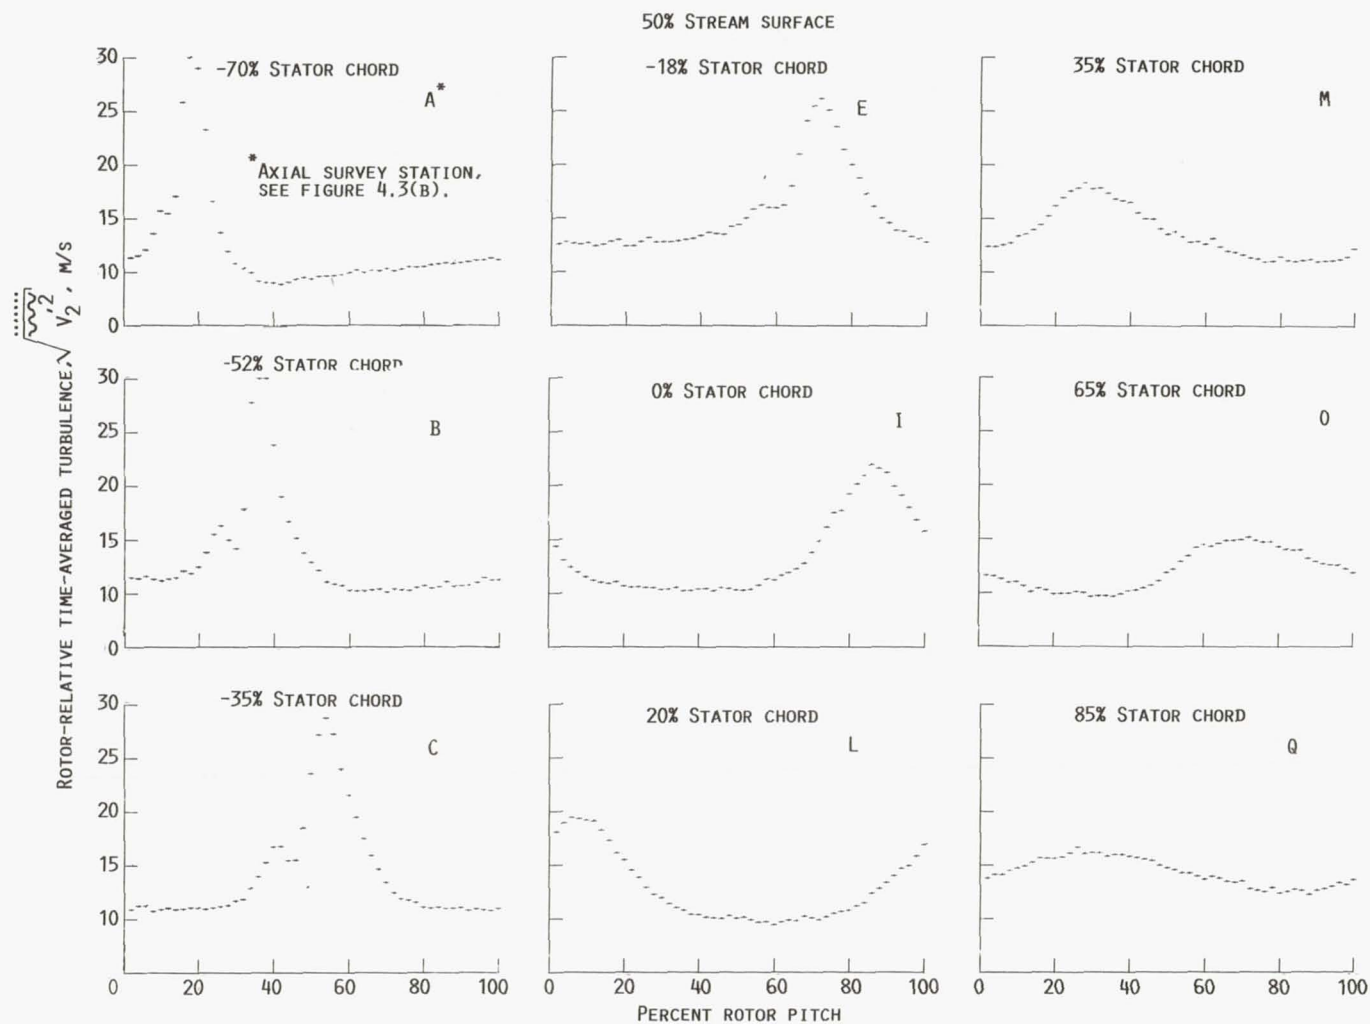 50% STREAM SURFACE
-70% STATOR CHORD
A*
*AXIAL SURVEY STATION,
SEE FIGURE 4.3(B).
30
25
20
15
10
0
-18% STATOR CHORD
E
35% STATOR CHORD
M
ROTOR-RELATIVE TIME-AVERAGED TURBULENCE, √V₂'², M/S
-52% STATOR CHORD
B
30
25
20
15
10
0
0% STATOR CHORD
I
65% STATOR CHORD
O
-35% STATOR CHORD
C
30
25
20
15
10
0 20 40 60 80 100
20% STATOR CHORD
L
0 20 40 60 80 100
85% STATOR CHORD
Q
0 20 40 60 80 100
PERCENT ROTOR PITCH